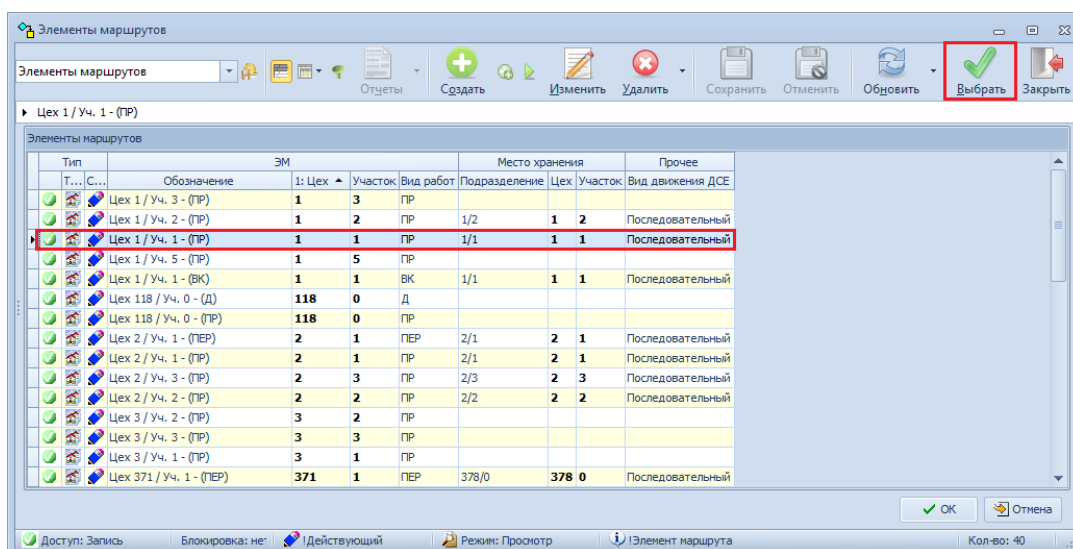 Элементы маршрутов
Элементы маршрутов Отчеты Создать Изменить Удалить Сохранить Отменить Обновить Выбрать Закрыть
Цех 1 / Уч. 1 - (ПР)
Элементы маршрутов
Тип ЭМ Место хранения Прочее
Т... С... Обозначение 1: Цех Участок Вид работ Подразделение Цех Участок Вид движения ДСЕ
Цех 1 / Уч. 3 - (ПР) 1 3 ПР
Цех 1 / Уч. 2 - (ПР) 1 2 ПР 1/2 1 2 Последовательный
Цех 1 / Уч. 1 - (ПР) 1 1 ПР 1/1 1 1 Последовательный
Цех 1 / Уч. 5 - (ПР) 1 5 ПР
Цех 1 / Уч. 1 - (ВК) 1 1 ВК 1/1 1 1 Последовательный
Цех 118 / Уч. 0 - (Д) 118 0 Д
Цех 118 / Уч. 0 - (ПР) 118 0 ПР
Цех 2 / Уч. 1 - (ПЕР) 2 1 ПЕР 2/1 2 1 Последовательный
Цех 2 / Уч. 1 - (ПР) 2 1 ПР 2/1 2 1 Последовательный
Цех 2 / Уч. 3 - (ПР) 2 3 ПР 2/3 2 3 Последовательный
Цех 2 / Уч. 2 - (ПР) 2 2 ПР 2/2 2 2 Последовательный
Цех 3 / Уч. 2 - (ПР) 3 2 ПР
Цех 3 / Уч. 3 - (ПР) 3 3 ПР
Цех 3 / Уч. 1 - (ПР) 3 1 ПР
Цех 371 / Уч. 1 - (ПЕР) 371 1 ПЕР 378/0 378 0 Последовательный
OK Отмена
Доступ: Запись Блокировка: нет !Действующий Режим: Просмотр !Элемент маршрута Кол-во: 40